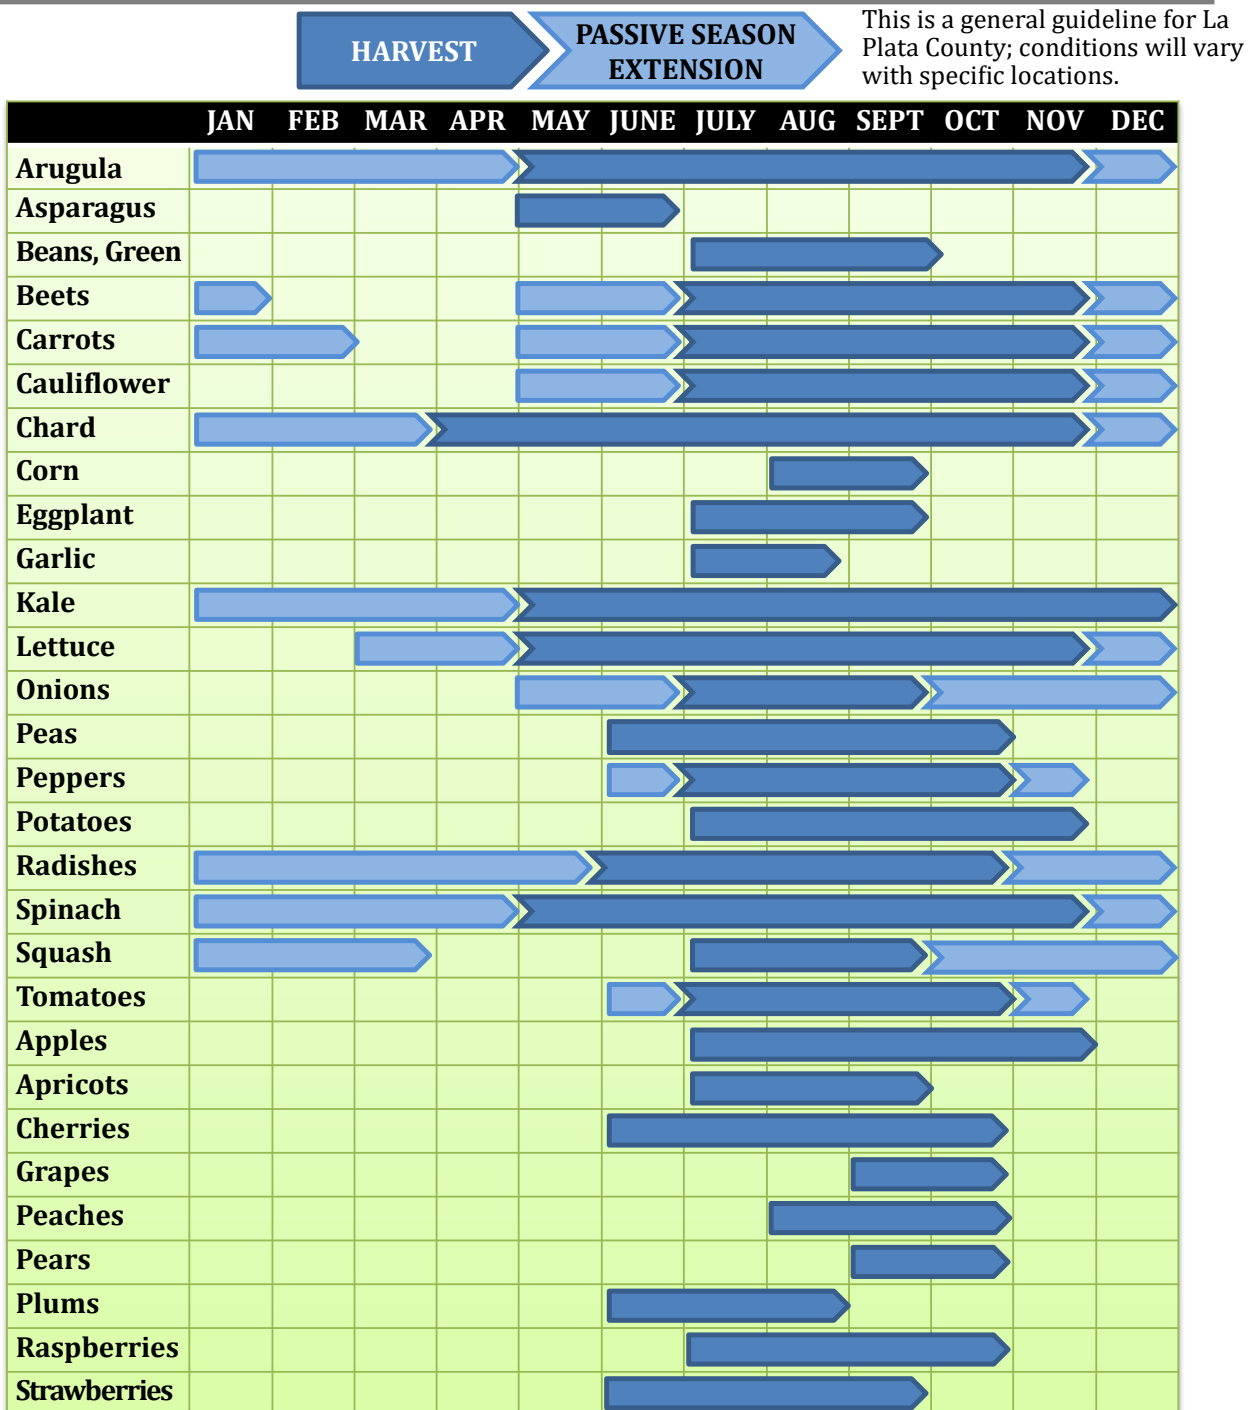 HARVEST
PASSIVE SEASON
EXTENSION
This is a general guideline for La
Plata County; conditions will vary
with specific locations.
JAN FEB MAR APR MAY JUNE JULY AUG SEPT OCT NOV DEC
Arugula
Asparagus
Beans, Green
Beets
Carrots
Cauliflower
Chard
Corn
Eggplant
Garlic
Kale
Lettuce
Onions
Peas
Peppers
Potatoes
Radishes
Spinach
Squash
Tomatoes
Apples
Apricots
Cherries
Grapes
Peaches
Pears
Plums
Raspberries
Strawberries